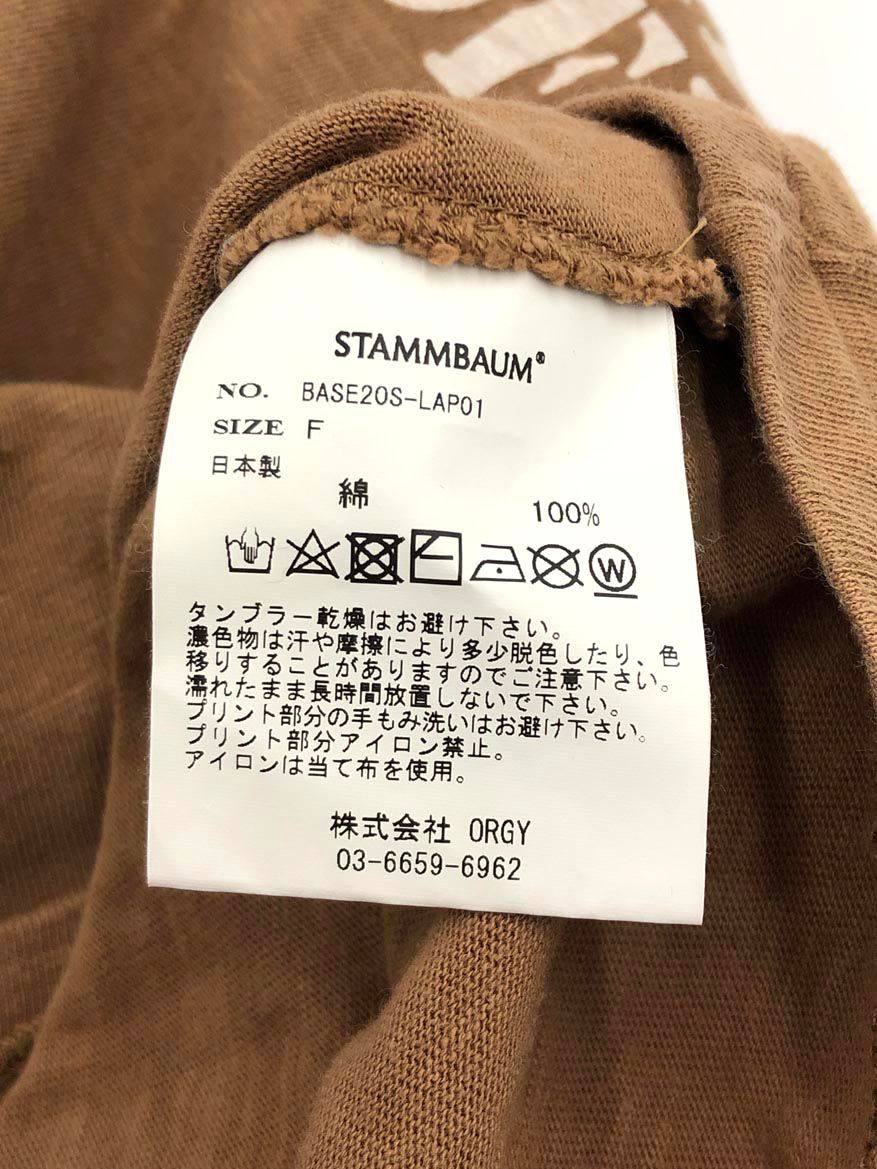 STAMMBAUM®
NO. BASE20S-LAP01
SIZE F
日本製
綿 100%
W
タンブラー乾燥はお避け下さい。
濃色物は汗や摩擦により多少脱色したり、色
移りすることがありますのでご注意下さい。
濡れたまま長時間放置しないで下さい。
プリント部分の手もみ洗いはお避け下さい。
プリント部分アイロン禁止。
アイロンは当て布を使用。
株式会社 ORGY
03-6659-6962